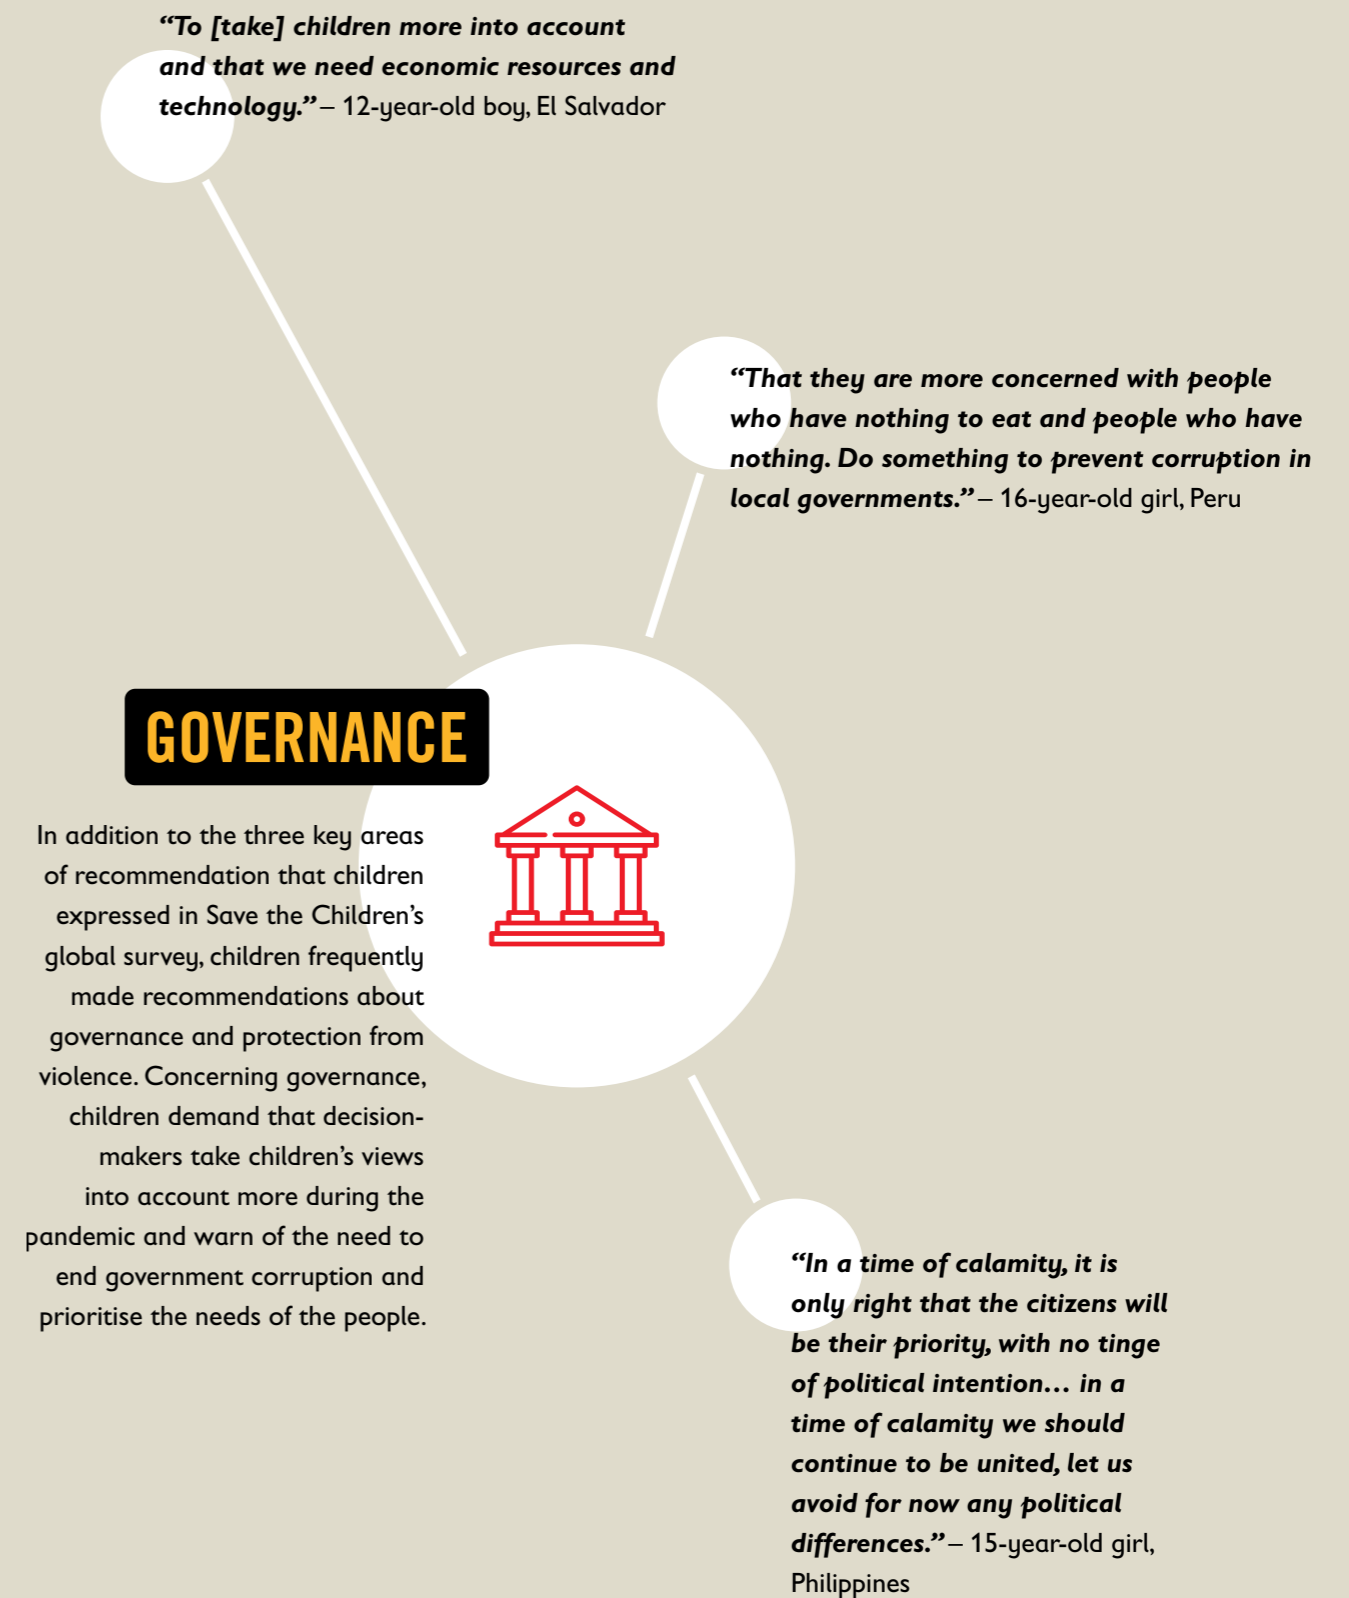 “To [take] children more into account
and that we need economic resources and
technology.” – 12-year-old boy, El Salvador
“That they are more concerned with people
who have nothing to eat and people who have
nothing. Do something to prevent corruption in
local governments.” – 16-year-old girl, Peru
GOVERNANCE
In addition to the three key areas
of recommendation that children
expressed in Save the Children’s
global survey, children frequently
made recommendations about
governance and protection from
violence. Concerning governance,
children demand that decision-
makers take children’s views
into account more during the
pandemic and warn of the need to
end government corruption and
prioritise the needs of the people.
“In a time of calamity, it is
only right that the citizens will
be their priority, with no tinge
of political intention… in a
time of calamity we should
continue to be united, let us
avoid for now any political
differences.” – 15-year-old girl,
Philippines